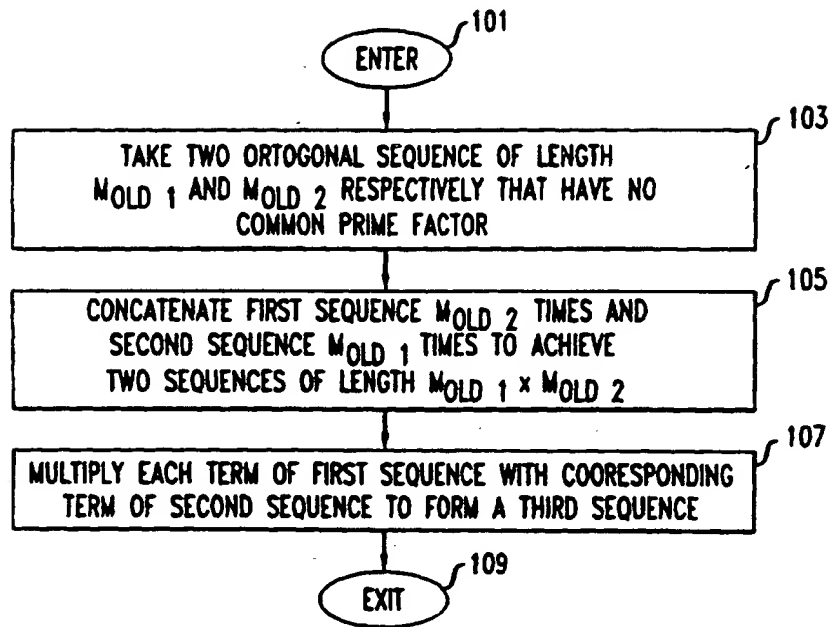 101
ENTER
103
TAKE TWO ORTOGONAL SEQUENCE OF LENGTH
MOLD 1 AND MOLD 2 RESPECTIVELY THAT HAVE NO
COMMON PRIME FACTOR
105
CONCATENATE FIRST SEQUENCE MOLD 2 TIMES AND
SECOND SEQUENCE MOLD 1 TIMES TO ACHIEVE
TWO SEQUENCES OF LENGTH MOLD 1 x MOLD 2
107
MULTIPLY EACH TERM OF FIRST SEQUENCE WITH COORESPONDING
TERM OF SECOND SEQUENCE TO FORM A THIRD SEQUENCE
109
EXIT